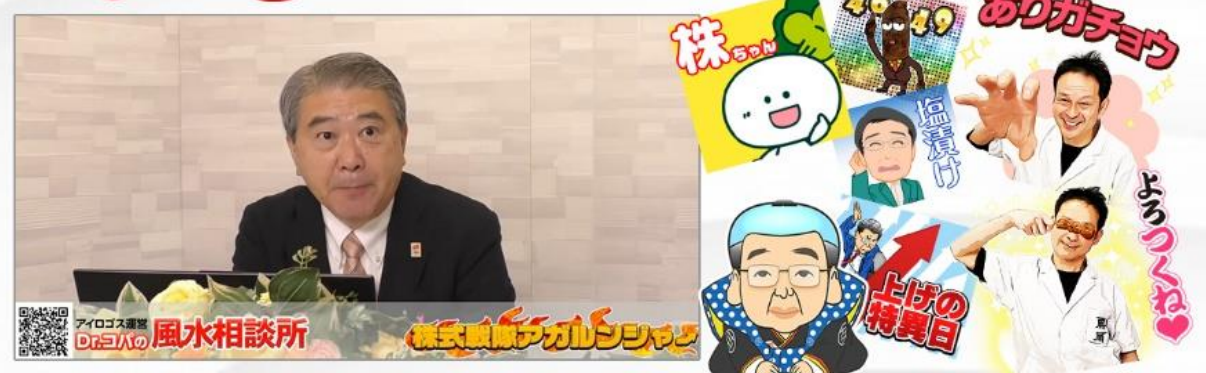 アイロゴス運営
Dr.コパの 風水相談所
株式戦隊アガルンジャー
株ちゃん
4949
ありガチョウ
塩漬け
よろつくね
上げの
特異日